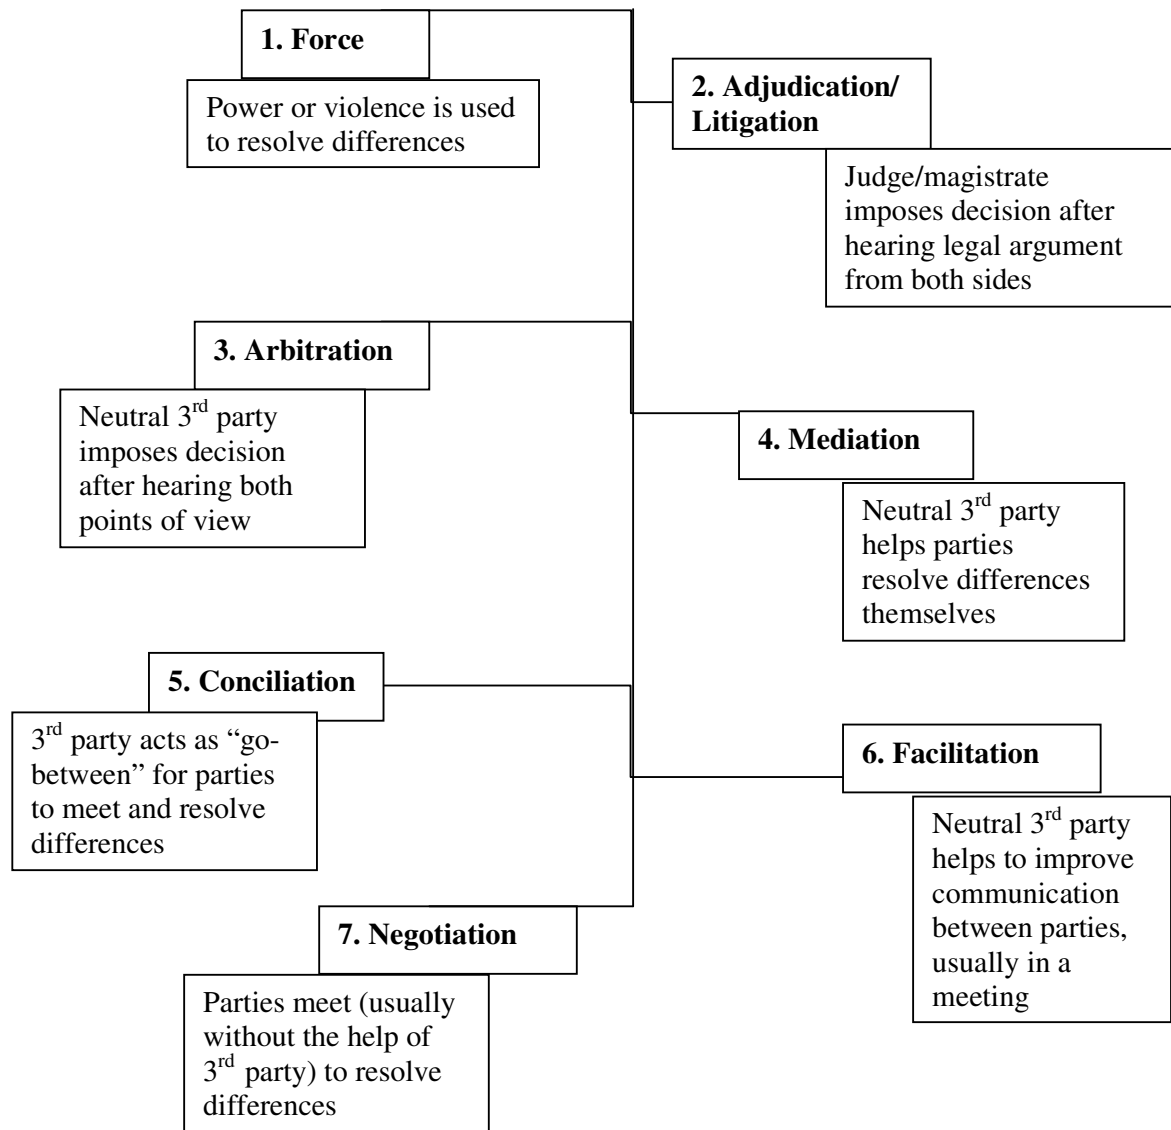 1. Force
Power or violence is used
to resolve differences
2. Adjudication/
Litigation
Judge/magistrate
imposes decision after
hearing legal argument
from both sides
3. Arbitration
Neutral 3rd party
imposes decision
after hearing both
points of view
4. Mediation
Neutral 3rd party
helps parties
resolve differences
themselves
5. Conciliation
3rd party acts as “go-
between” for parties
to meet and resolve
differences
6. Facilitation
Neutral 3rd party
helps to improve
communication
between parties,
usually in a
meeting
7. Negotiation
Parties meet (usually
without the help of
3rd party) to resolve
differences